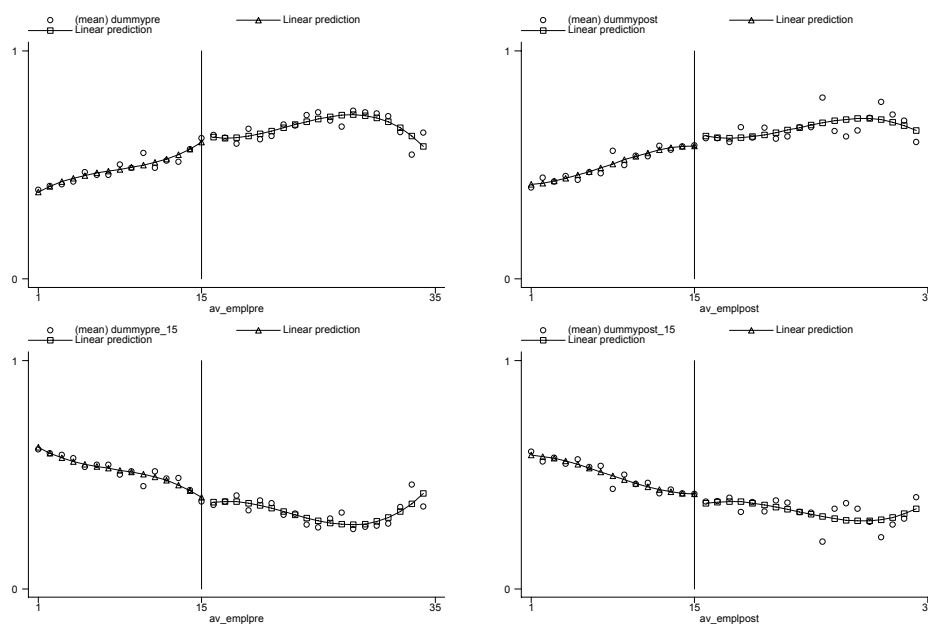 (mean) dummypre Linear prediction
Linear prediction
1
0
1 15 35
av_emplpre
(mean) dummypost Linear prediction
Linear prediction
1
0
1 15 3
av_emplpost
(mean) dummypre_15 Linear prediction
Linear prediction
1
0
1 15 35
av_emplpre
(mean) dummypost_15 Linear prediction
Linear prediction
1
0
1 15 3
av_emplpost